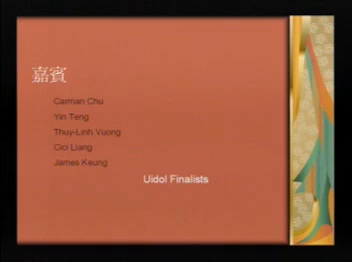 嘉賓
Carman Chu
Yin Teng
Thuy-Linh Vuong
Cici Liang
James Keung
Uidol Finalists